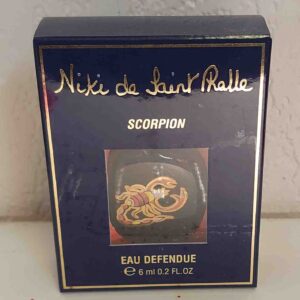 Niki de Saint Phalle
SCORPION
EAU DEFENDUE
℮ 6 ml 0.2 FL.OZ